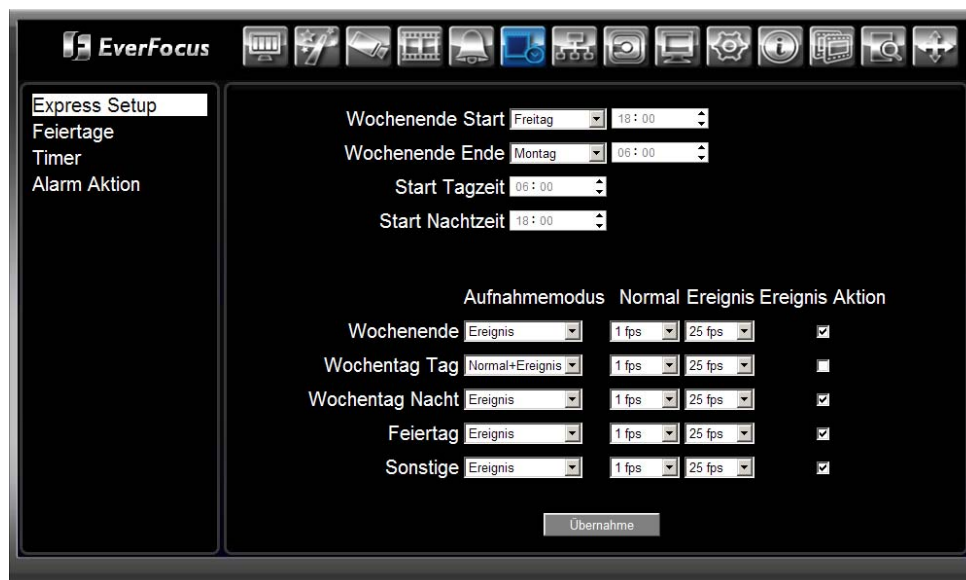 EverFocus
Express Setup
Feiertage
Timer
Alarm Aktion
Wochenende Start Freitag 18:00
Wochenende Ende Montag 06:00
Start Tagzeit 06:00
Start Nachtzeit 18:00
Aufnahmemodus Normal Ereignis Ereignis Aktion
Wochenende Ereignis 1 fps 25 fps
Wochentag Tag Normal+Ereignis 1 fps 25 fps
Wochentag Nacht Ereignis 1 fps 25 fps
Feiertag Ereignis 1 fps 25 fps
Sonstige Ereignis 1 fps 25 fps
Übernahme